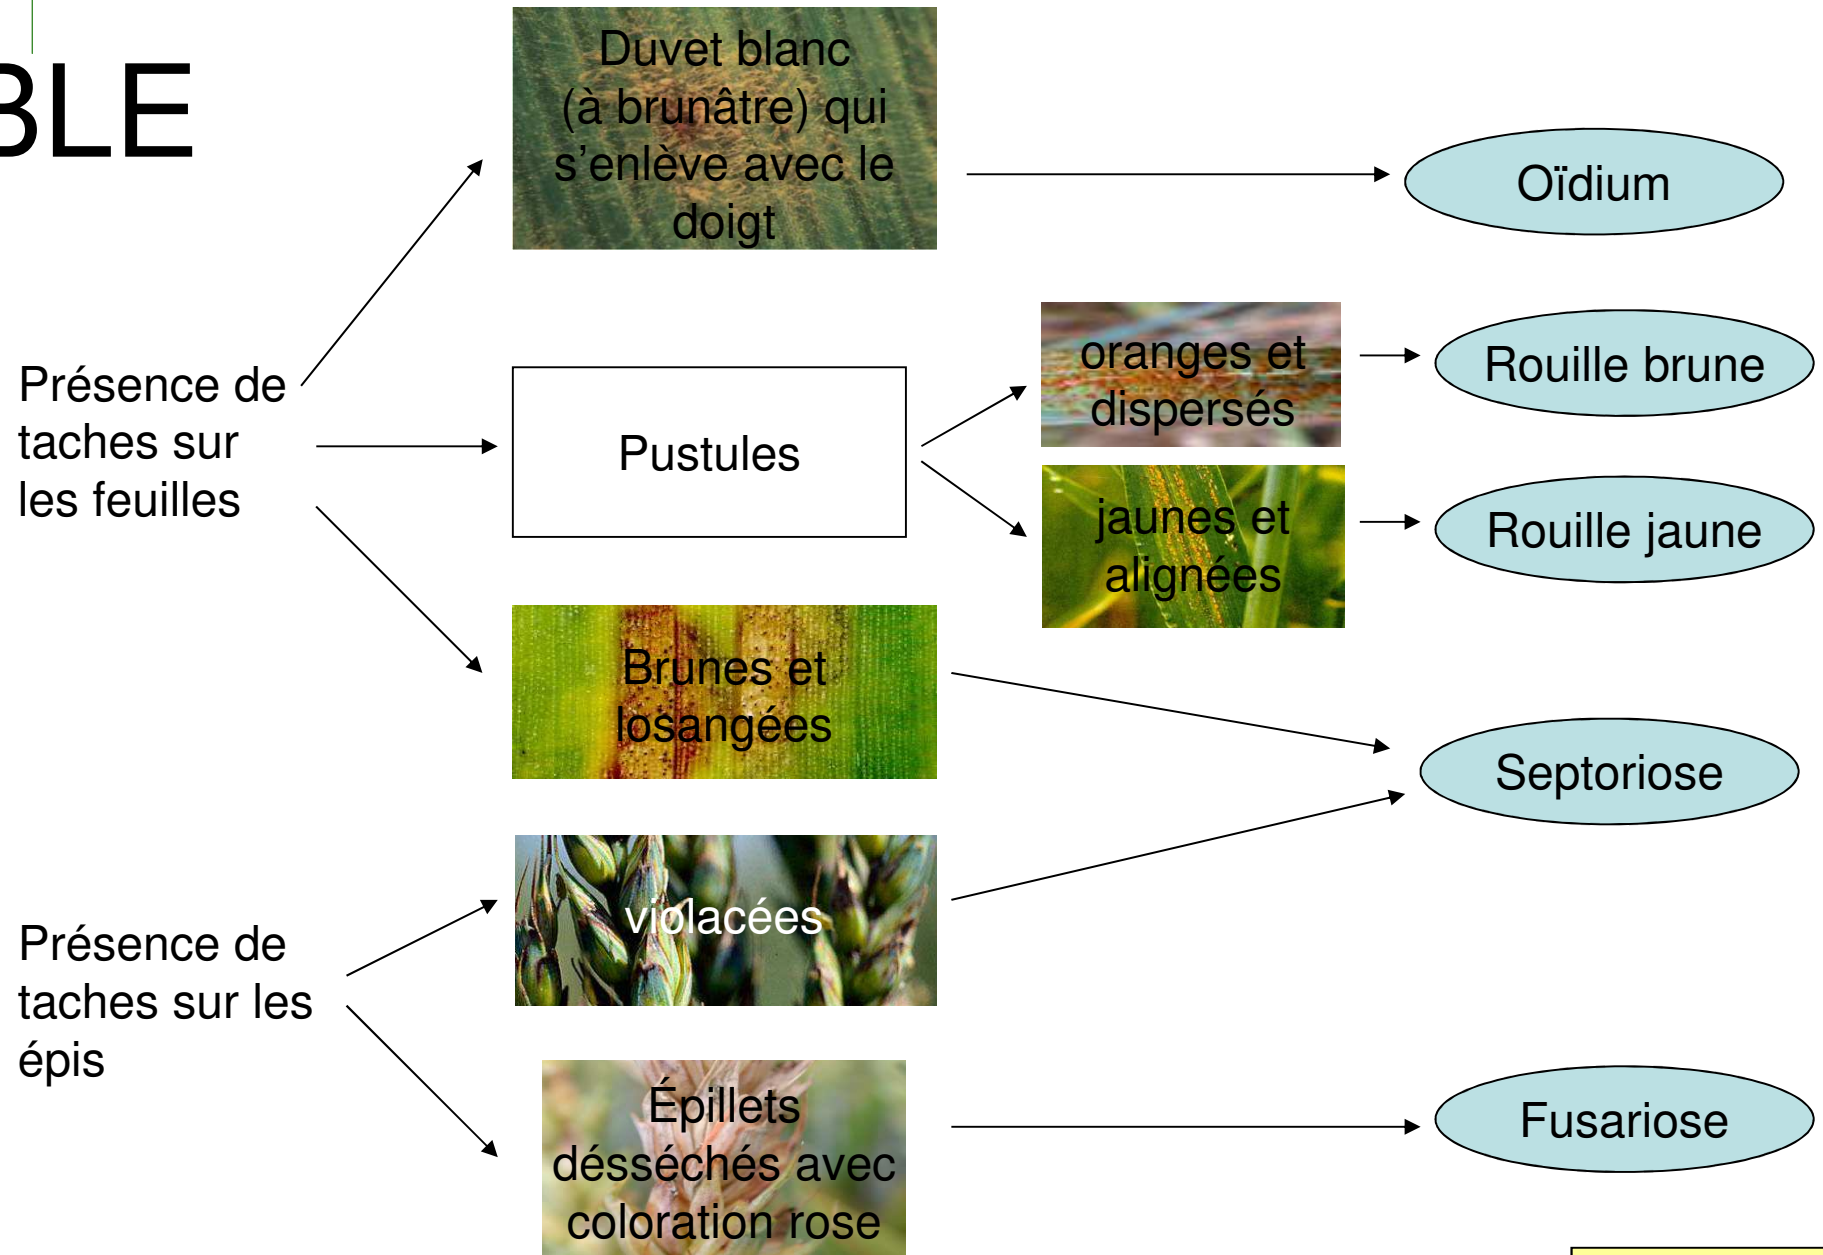 BLE
Duvet blanc
(à brunâtre) qui
s’enlève avec le
doigt
Oïdium
Présence de
taches sur
les feuilles
Pustules
oranges et
dispersés
Rouille brune
jaunes et
alignées
Rouille jaune
Brunes et
losangées
Septoriose
Présence de
taches sur les
épis
violacées
Épillets
désséchés avec
coloration rose
Fusariose